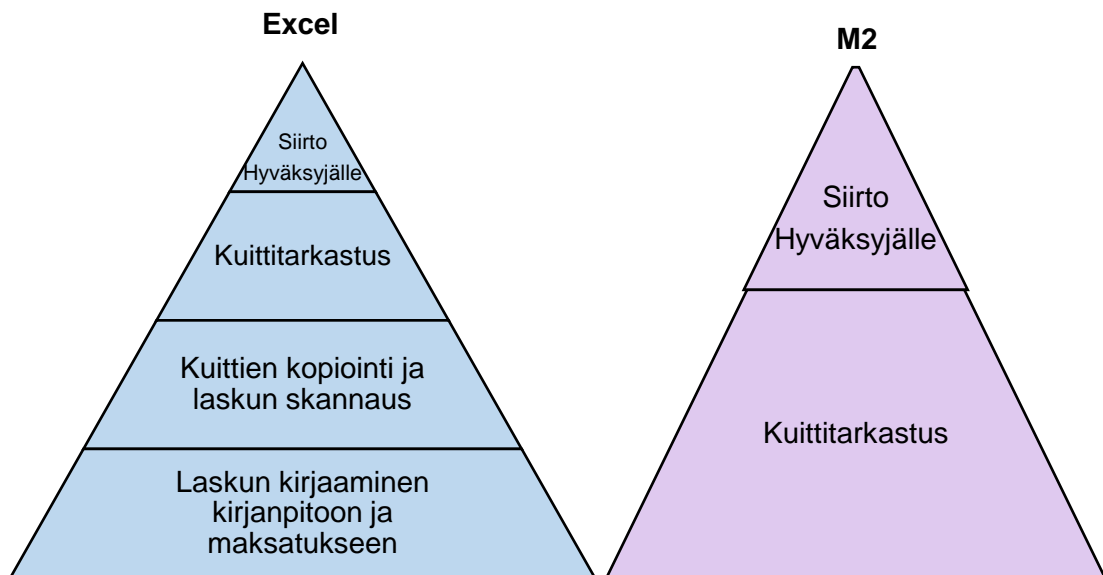 Excel
Siirto
Hyväksyjälle
Kuittitarkastus
Kuittien kopiointi ja
laskun skannaus
Laskun kirjaaminen
kirjanpitoon ja
maksatukseen
M2
Siirto
Hyväksyjälle
Kuittitarkastus